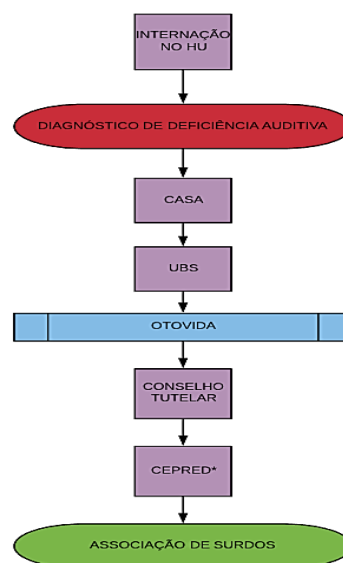 INTERNAÇÃO
NO HU
DIAGNÓSTICO DE DEFICIÊNCIA AUDITIVA
CASA
UBS
OTOVIDA
CONSELHO
TUTELAR
CEPRED*
ASSOCIAÇÃO DE SURDOS